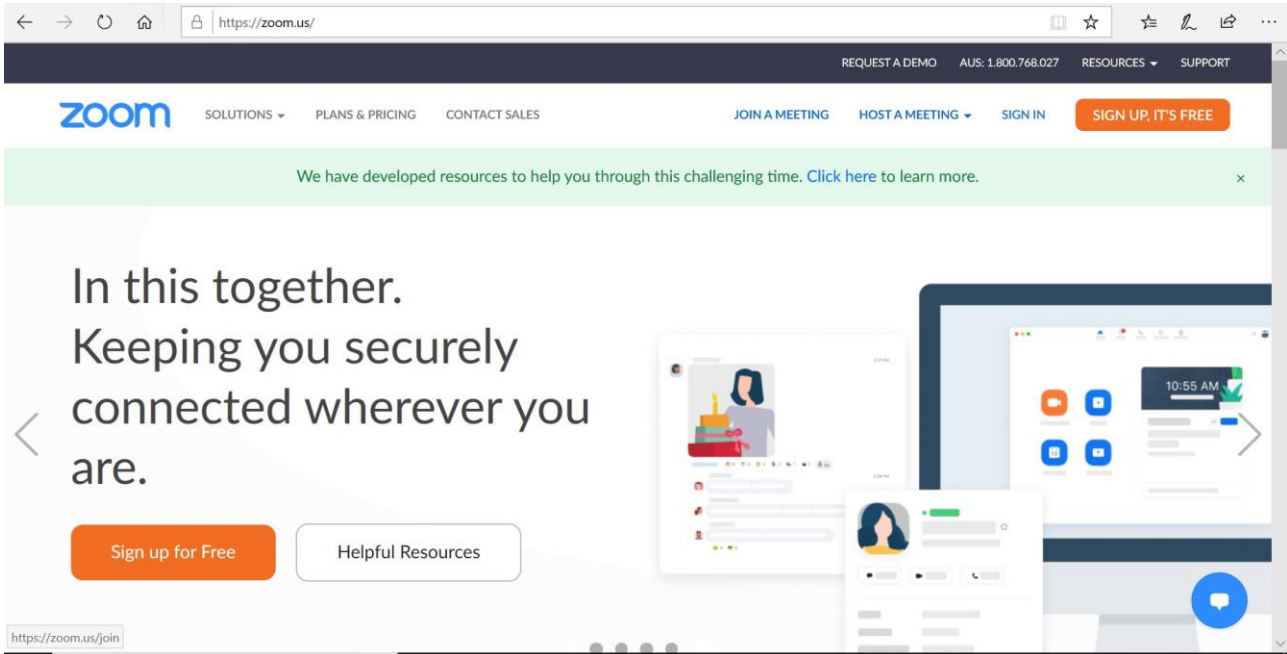 https://zoom.us/
REQUEST A DEMO AUS: 1.800.768.027 RESOURCES SUPPORT
zoom SOLUTIONS PLANS & PRICING CONTACT SALES JOIN A MEETING HOST A MEETING SIGN IN SIGN UP, IT'S FREE
We have developed resources to help you through this challenging time. Click here to learn more.
In this together.
Keeping you securely
connected wherever you
are.
10:55 AM
Sign up for Free Helpful Resources
https://zoom.us/join